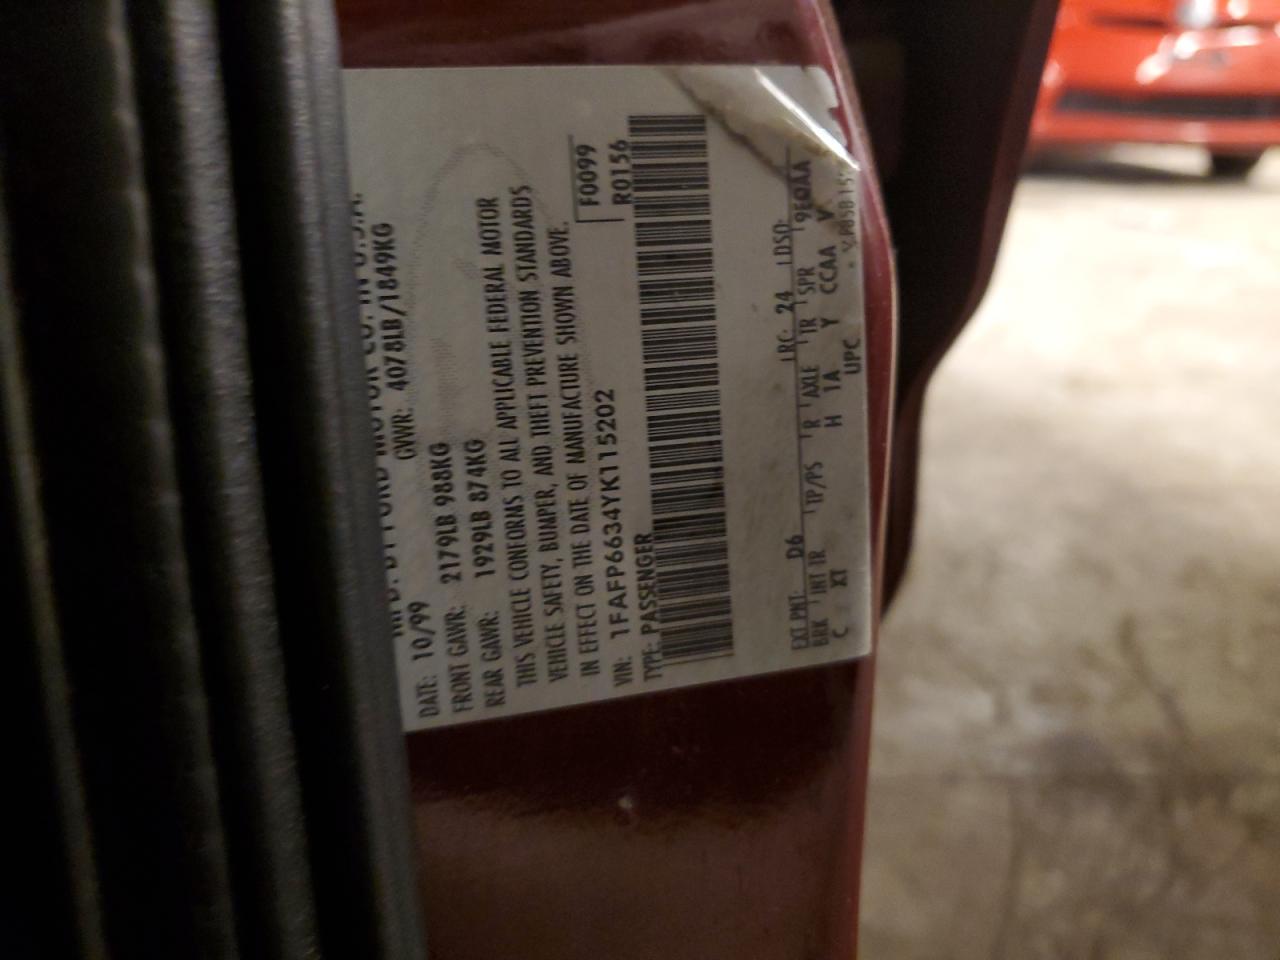 MFD. BY FORD MOTOR CO. IN U.S.A.
DATE: 10/99 GVWR: 4078LB/1849KG
FRONT GAWR: 2179LB 988KG
REAR GAWR: 1929LB 874KG
THIS VEHICLE CONFORMS TO ALL APPLICABLE FEDERAL MOTOR
VEHICLE SAFETY, BUMPER, AND THEFT PREVENTION STANDARDS
IN EFFECT ON THE DATE OF MANUFACTURE SHOWN ABOVE.
F0099
VIN: 1FAFP6634YK115202 R0156
TYPE: PASSENGER
EXT PNT: D6 RC: 24 DSO:
BRK INT TR TP/PS R AXLE TR SPR 9EQAA
C XT H 1A Y CCAA V
UPC